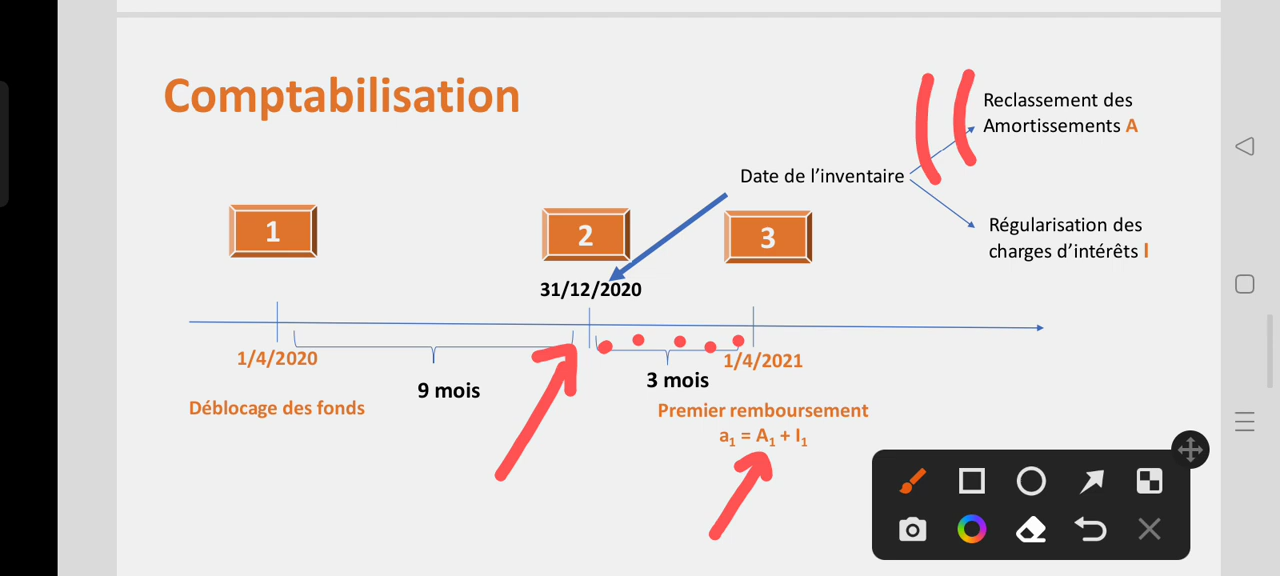 Comptabilisation
Reclassement des
Amortissements A
Date de l'inventaire
1
2
3
Régularisation des
charges d'intérêts I
31/12/2020
1/4/2020
1/4/2021
9 mois
3 mois
Déblocage des fonds
Premier remboursement
a₁ = A₁ + I₁